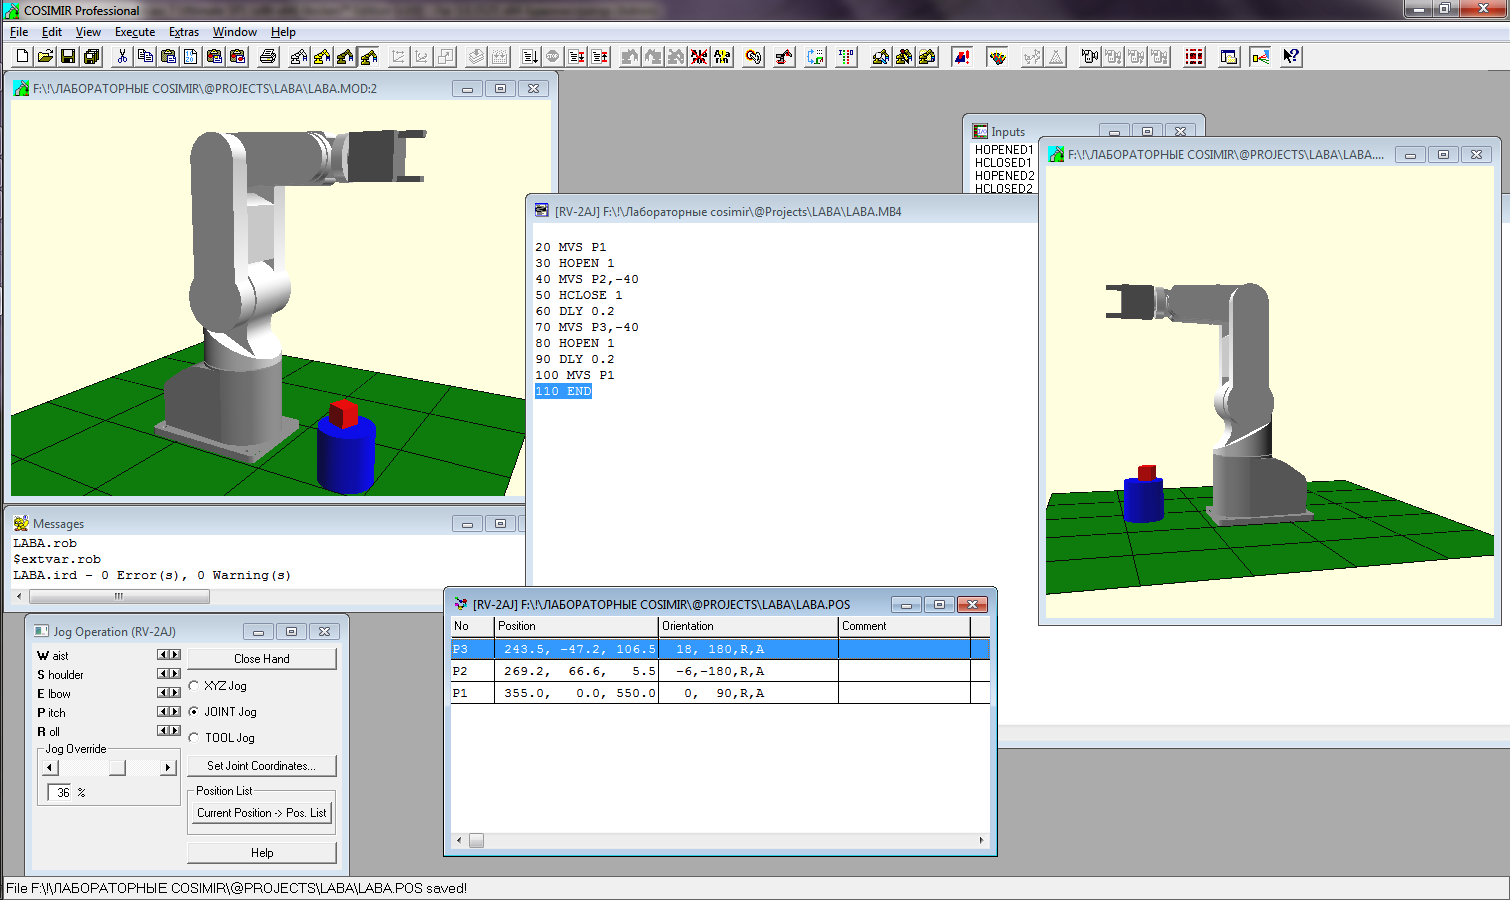 COSIMIR Professional
File Edit View Execute Extras Window Help
F:\!\ЛАБОРАТОРНЫЕ COSIMIR\@PROJECTS\LABA\LABA.MOD:2
Inputs
HOPENED1
HCLOSED1
HOPENED2
HCLOSED2
F:\!\ЛАБОРАТОРНЫЕ COSIMIR\@PROJECTS\LABA\LABA....
[RV-2AJ] F:\!\Лабораторные cosimir\@Projects\LABA\LABA.MB4
20 MVS P1
30 HOPEN 1
40 MVS P2,-40
50 HCLOSE 1
60 DLY 0.2
70 MVS P3,-40
80 HOPEN 1
90 DLY 0.2
100 MVS P1
110 END
Messages
LABA.rob
$extvar.rob
LABA.ird - 0 Error(s), 0 Warning(s)
Jog Operation (RV-2AJ)
W aist
S houlder
E lbow
P itch
R oll
Jog Override
36 %
Close Hand
XYZ Jog
JOINT Jog
TOOL Jog
Set Joint Coordinates...
Position List
Current Position -> Pos. List
Help
[RV-2AJ] F:\!\ЛАБОРАТОРНЫЕ COSIMIR\@PROJECTS\LABA\LABA.POS
No Position Orientation Comment
P3 243.5, -47.2, 106.5 18, 180,R,A
P2 269.2, 66.6, 5.5 -6,-180,R,A
P1 355.0, 0.0, 550.0 0, 90,R,A
File F:\!\ЛАБОРАТОРНЫЕ COSIMIR\@PROJECTS\LABA\LABA.POS saved!